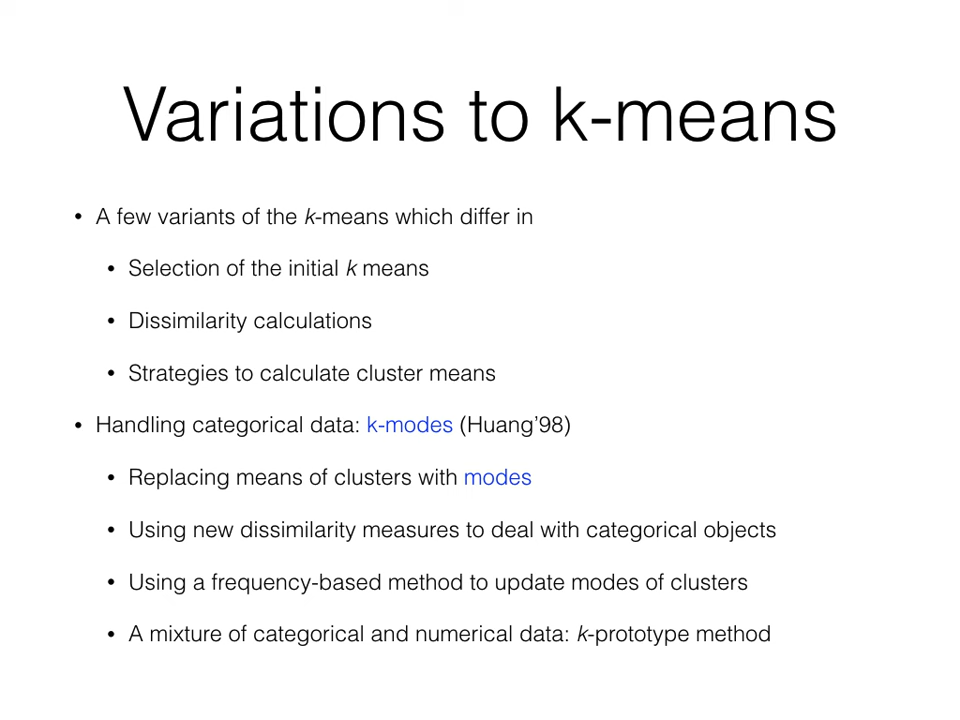 Variations to k-means
• A few variants of the k-means which differ in
• Selection of the initial k means
• Dissimilarity calculations
• Strategies to calculate cluster means
• Handling categorical data: k-modes (Huang’98)
• Replacing means of clusters with modes
• Using new dissimilarity measures to deal with categorical objects
• Using a frequency-based method to update modes of clusters
• A mixture of categorical and numerical data: k-prototype method